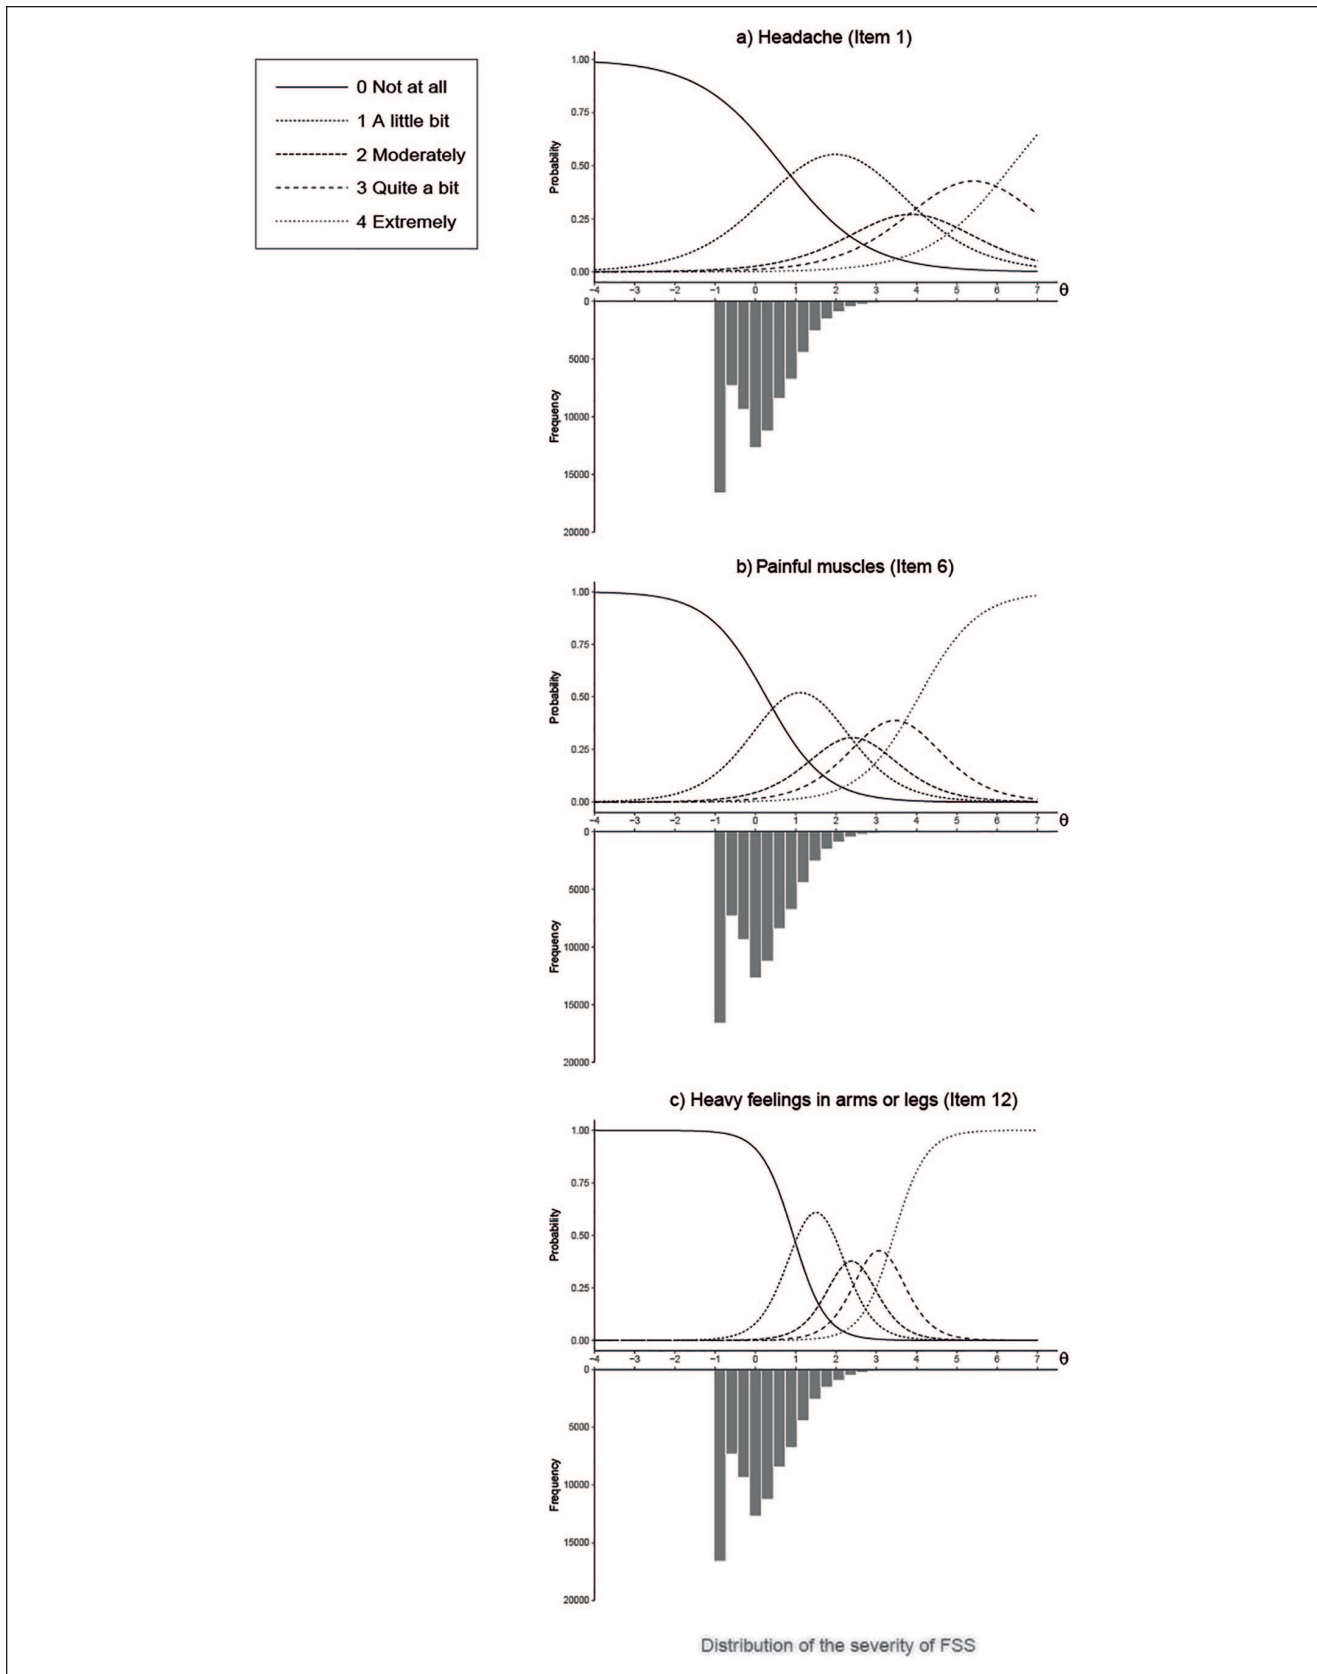 a) Headache (Item 1)
0 Not at all
1 A little bit
2 Moderately
3 Quite a bit
4 Extremely
Probability
1.00
0.75
0.50
0.25
0.00
−4 −3 −2 −1 0 1 2 3 4 5 6 7 θ
Frequency
0
5000
10000
15000
20000
b) Painful muscles (Item 6)
Probability
1.00
0.75
0.50
0.25
0.00
−4 −3 −2 −1 0 1 2 3 4 5 6 7 θ
Frequency
0
5000
10000
15000
20000
c) Heavy feelings in arms or legs (Item 12)
Probability
1.00
0.75
0.50
0.25
0.00
−4 −3 −2 −1 0 1 2 3 4 5 6 7 θ
Frequency
0
5000
10000
15000
20000
Distribution of the severity of FSS